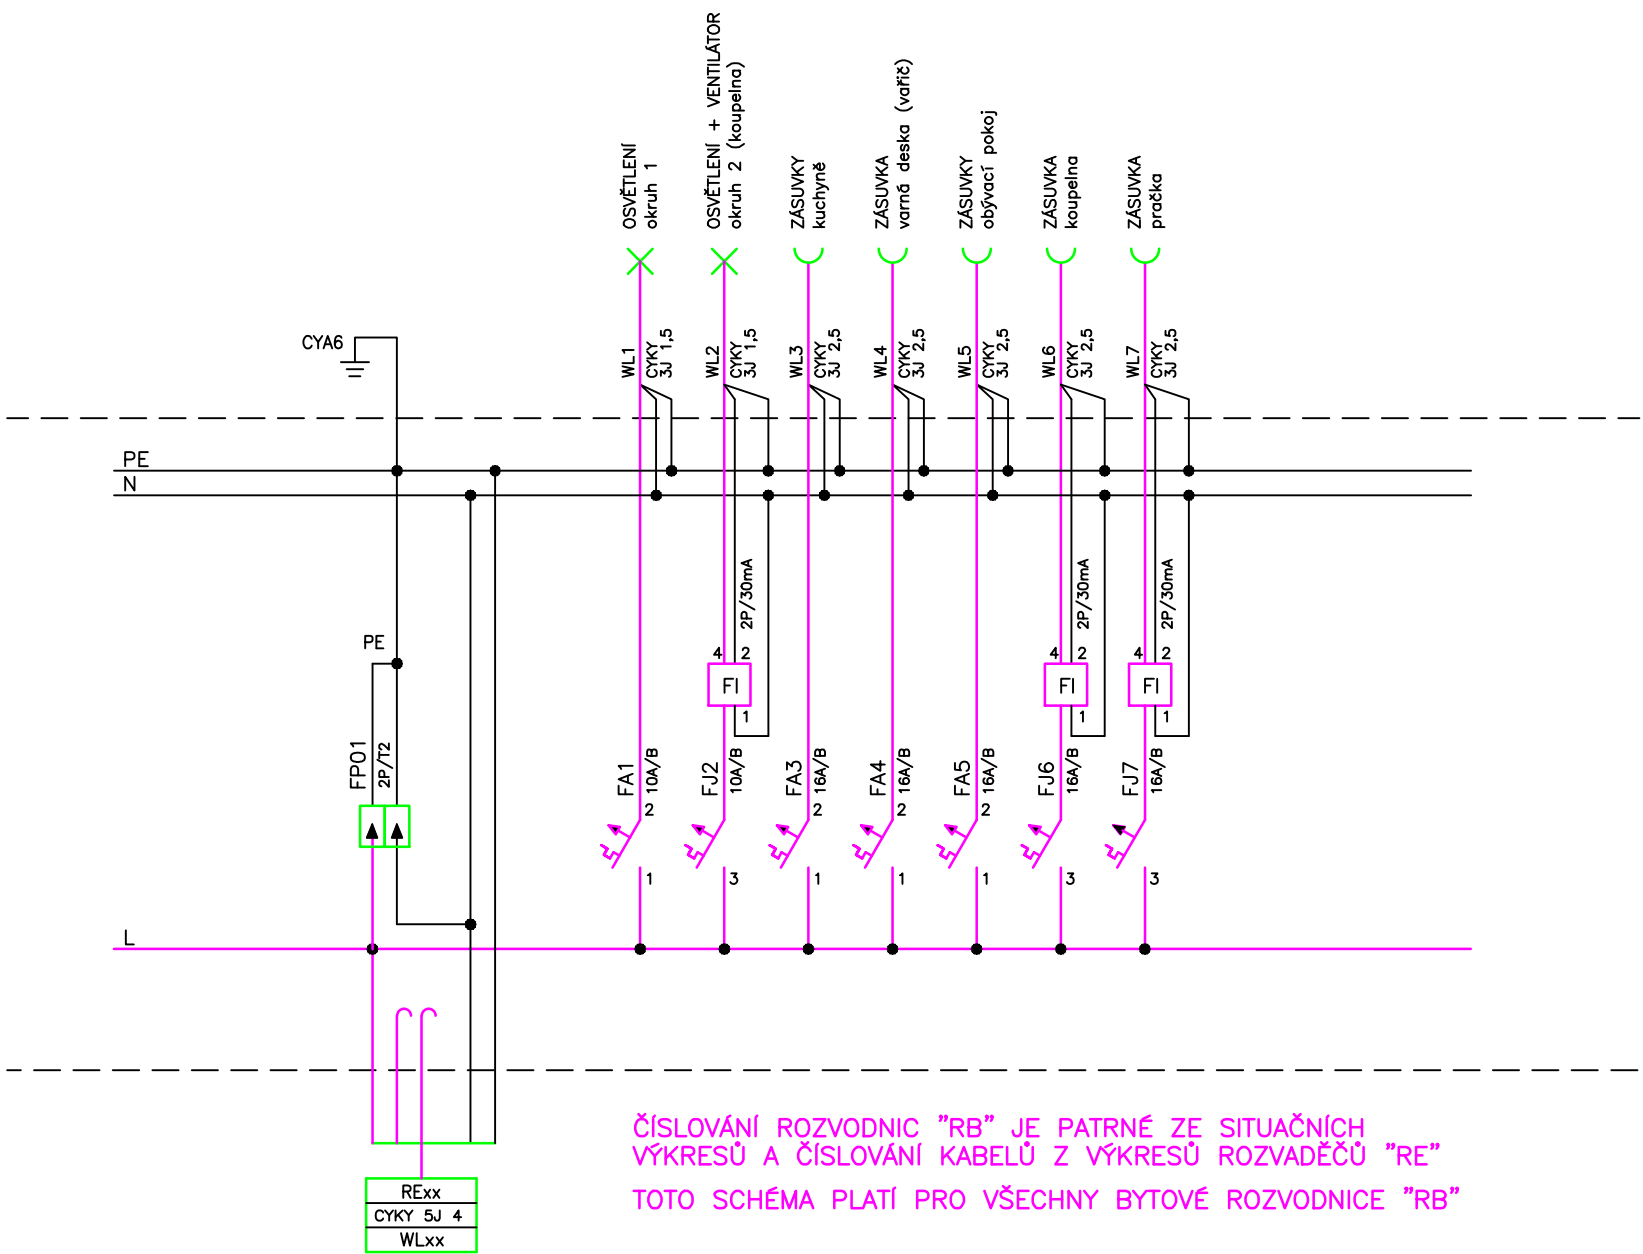 OSVĚTLENÍ
okruh 1
OSVĚTLENÍ + VENTILÁTOR
okruh 2 (koupelna)
ZÁSUVKY
kuchyně
ZÁSUVKA
varná deska (vařič)
ZÁSUVKY
obývací pokoj
ZÁSUVKA
koupelna
ZÁSUVKA
pračka
CYA6
WL1
CYKY
3J 1,5
WL2
CYKY
3J 1,5
WL3
CYKY
3J 2,5
WL4
CYKY
3J 2,5
WL5
CYKY
3J 2,5
WL6
CYKY
3J 2,5
WL7
CYKY
3J 2,5
PE
N
2P/30mA
2P/30mA
2P/30mA
PE
4 2
FI
1
4 2
FI
1
4 2
FI
1
FP01
2P/T2
FA1
10A/B
2
1
FJ2
10A/B
3
FA3
16A/B
2
1
FA4
16A/B
2
1
FA5
16A/B
2
1
FJ6
16A/B
3
FJ7
16A/B
3
L
ČÍSLOVÁNÍ ROZVODNIC ”RB” JE PATRNÉ ZE SITUAČNÍCH
VÝKRESŮ A ČÍSLOVÁNÍ KABELŮ Z VÝKRESŮ ROZVADĚČŮ ”RE”
TOTO SCHÉMA PLATÍ PRO VŠECHNY BYTOVÉ ROZVODNICE ”RB”
RExx
CYKY 5J 4
WLxx